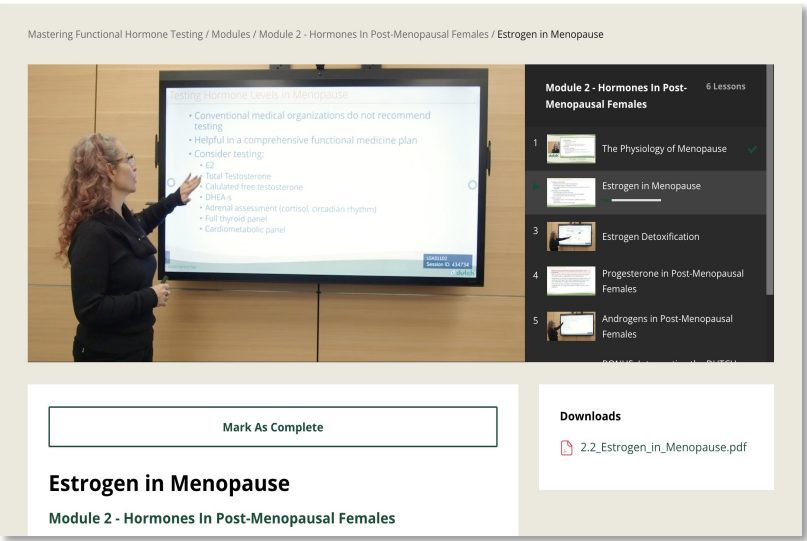 Mastering Functional Hormone Testing / Modules / Module 2 - Hormones In Post-Menopausal Females / Estrogen in Menopause
Testing Hormone Levels in Menopause
• Conventional medical organizations do not recommend
testing
• Helpful in a comprehensive functional medicine plan
• Consider testing:
• E2
• Total Testosterone
• Calulated free testosterone
• DHEA-s
• Adrenal assessment (cortisol, circadian rhythm)
• Full thyroid panel
• Cardiometabolic panel
Session ID: 434734
dutch
Module 2 - Hormones In Post-
Menopausal Females
6 Lessons
1
The Physiology of Menopause
Estrogen in Menopause
3
Estrogen Detoxification
4
Progesterone in Post-Menopausal
Females
5
Androgens in Post-Menopausal
Females
Mark As Complete
Estrogen in Menopause
Module 2 - Hormones In Post-Menopausal Females
Downloads
2.2_Estrogen_in_Menopause.pdf